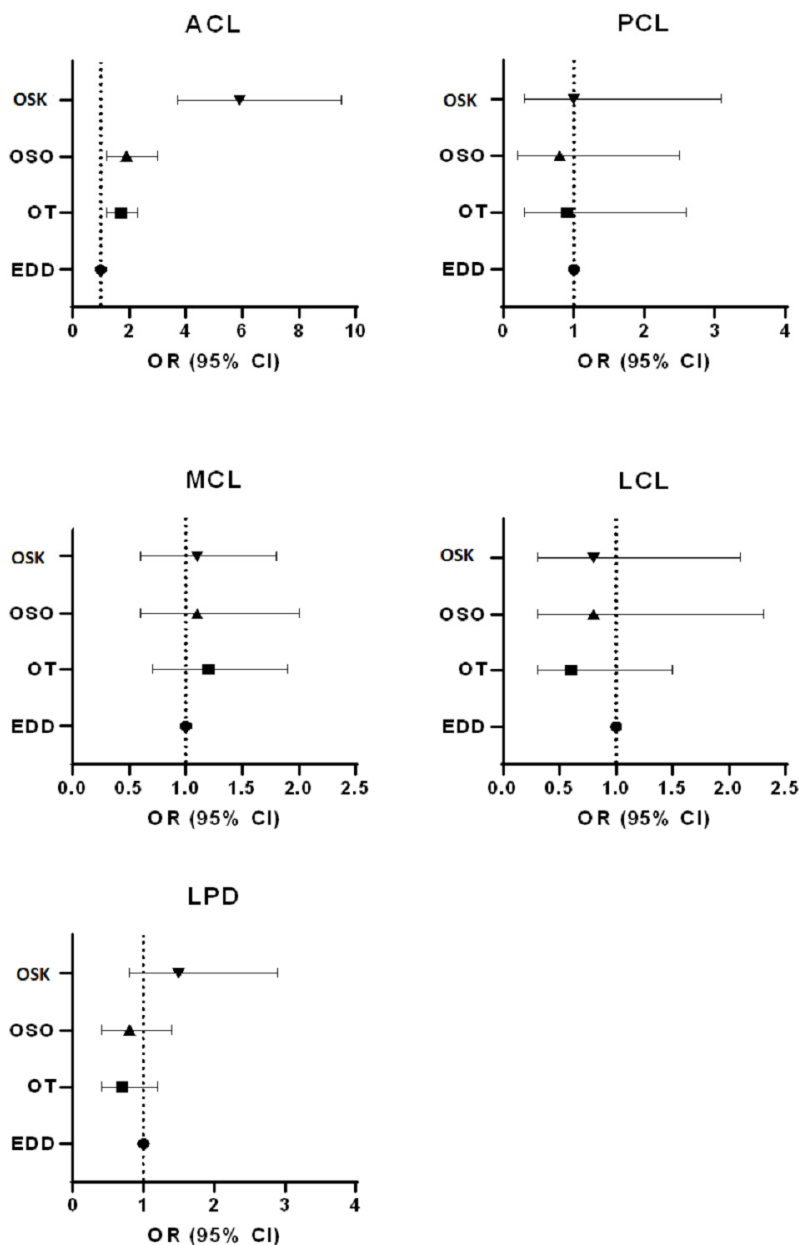 ACL
OSK
OSO
OT
EDD
0 2 4 6 8 10
OR (95% CI)
PCL
OSK
OSO
OT
EDD
0 1 2 3 4
OR (95% CI)
MCL
OSK
OSO
OT
EDD
0.0 0.5 1.0 1.5 2.0 2.5
OR (95% CI)
LCL
OSK
OSO
OT
EDD
0.0 0.5 1.0 1.5 2.0 2.5
OR (95% CI)
LPD
OSK
OSO
OT
EDD
0 1 2 3 4
OR (95% CI)